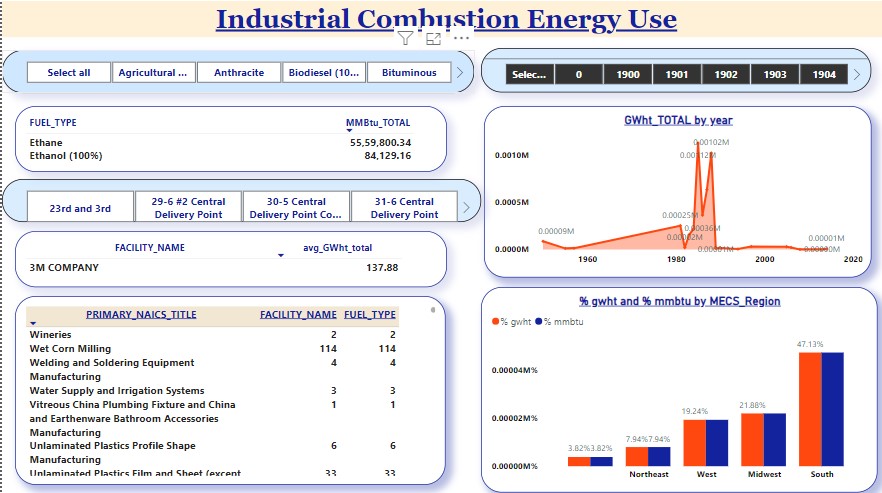 Industrial Combustion Energy Use
Select all
Agricultural ...
Anthracite
Biodiesel (10...
Bituminous
Selec...
0
1900
1901
1902
1903
1904
FUEL_TYPE MMBtu_TOTAL
Ethane 55,59,800.34
Ethanol (100%) 84,129.16
23rd and 3rd
29-6 #2 Central
Delivery Point
30-5 Central
Delivery Point Co...
31-6 Central
Delivery Point
FACILITY_NAME avg_GWht_total
3M COMPANY 137.88
PRIMARY_NAICS_TITLE FACILITY_NAME FUEL_TYPE
Wineries 2 2
Wet Corn Milling 114 114
Welding and Soldering Equipment 4 4
Manufacturing
Water Supply and Irrigation Systems 3 3
Vitreous China Plumbing Fixture and China 1 1
and Earthenware Bathroom Accessories
Manufacturing
Unlaminated Plastics Profile Shape 6 6
Manufacturing
Unlaminated Plastics Film and Sheet (except 33 33
GWht_TOTAL by year
0.0010M
0.0005M
0.0000M
0.00009M
0.00025M
0.00102M
0.00036M
0.00001M
1960
1980
2000
2020
% gwht and % mmbtu by MECS_Region
% gwht % mmbtu
0.00004M%
0.00002M%
0.00000M%
3.82% 3.82%
7.94% 7.94%
19.24%
21.88%
47.13%
Northeast
West
Midwest
South